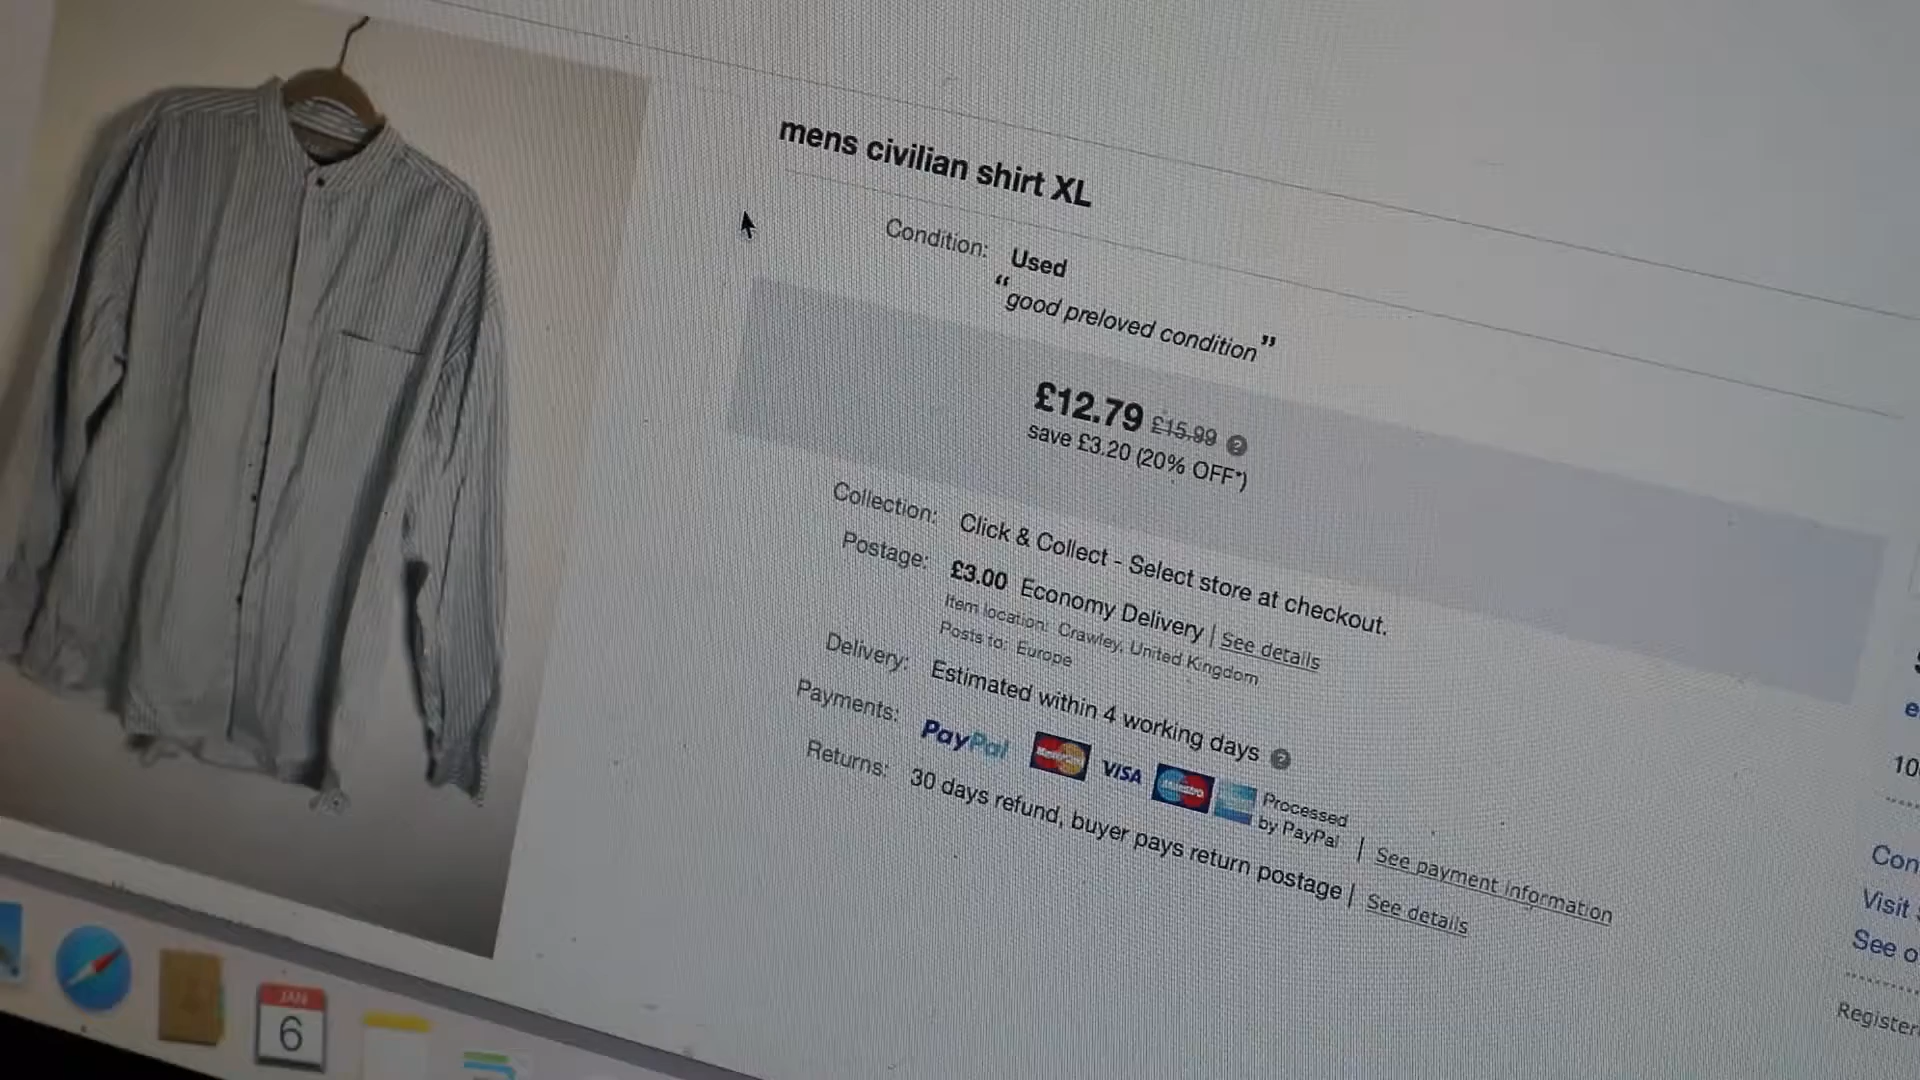 mens civilian shirt XL
Condition: Used
“good preloved condition”
£12.79 £15.99 ?
save £3.20 (20% OFF*)
Collection: Click & Collect - Select store at checkout.
Postage: £3.00 Economy Delivery | See details
Item location: Crawley, United Kingdom
Posts to: Europe
Delivery: Estimated within 4 working days ?
Payments: PayPal MasterCard VISA Maestro Processed
by PayPal | See payment information
Returns: 30 days refund, buyer pays return postage | See details
10
Con
Visit
See o
Register
JAN
6